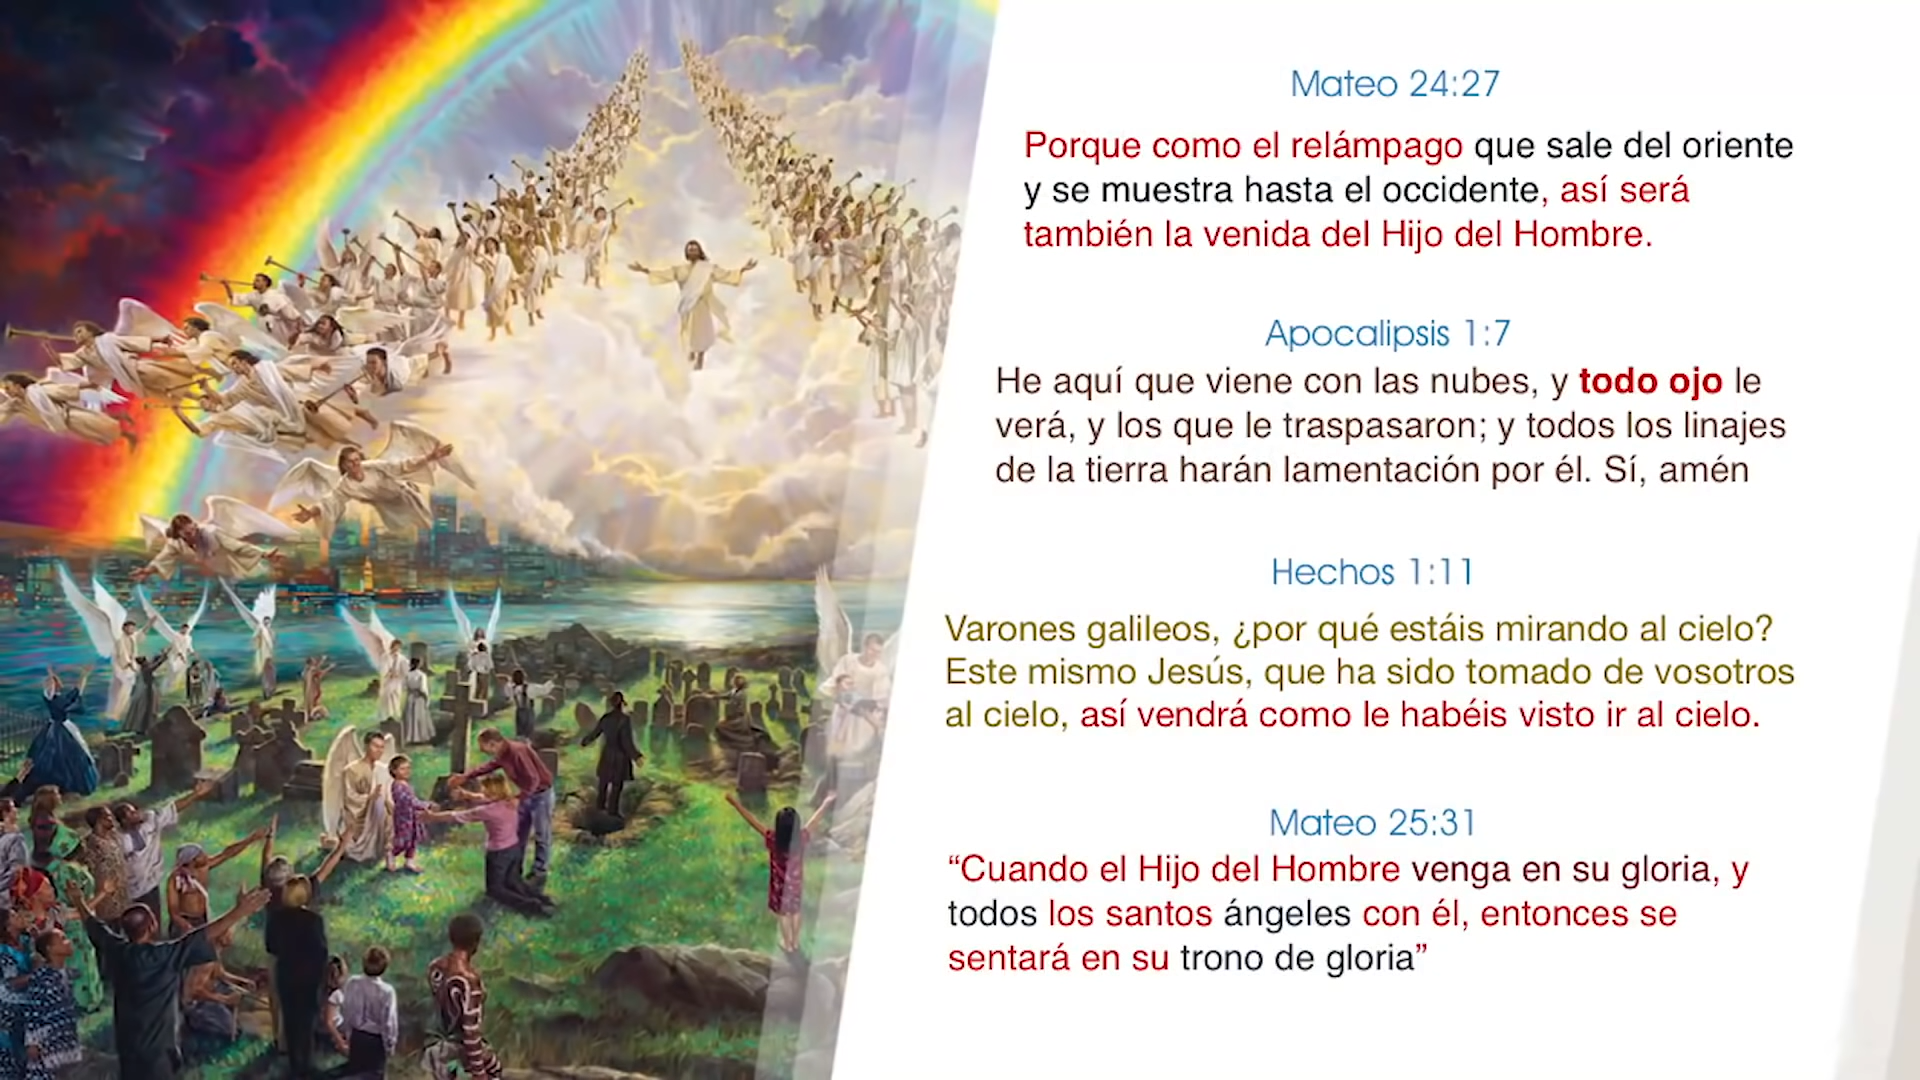 Mateo 24:27
Porque como el relámpago que sale del oriente
y se muestra hasta el occidente, así será
también la venida del Hijo del Hombre.
Apocalipsis 1:7
He aquí que viene con las nubes, y todo ojo le
verá, y los que le traspasaron; y todos los linajes
de la tierra harán lamentación por él. Sí, amén
Hechos 1:11
Varones galileos, ¿por qué estáis mirando al cielo?
Este mismo Jesús, que ha sido tomado de vosotros
al cielo, así vendrá como le habéis visto ir al cielo.
Mateo 25:31
“Cuando el Hijo del Hombre venga en su gloria, y
todos los santos ángeles con él, entonces se
sentará en su trono de gloria”